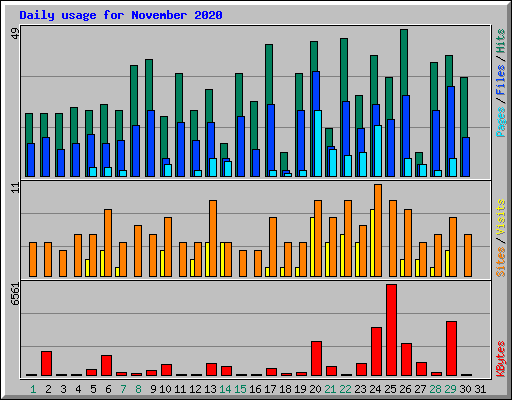 Daily usage for November 2020
49
Pages / Files / Hits
11
Sites / Visits
6561
KBytes
1 2 3 4 5 6 7 8 9 10 11 12 13 14 15 16 17 18 19 20 21 22 23 24 25 26 27 28 29 30 31